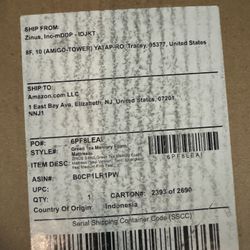 SHIP FROM:
Zinus, Inc-mDOP - IDJKT
8F, 10 (AMIGO-TOWER) YATAP-RO, Tracey, 05377, United States
SHIP TO:
Amazon.com LLC
1 East Bay Ave, Elizabeth, NJ, United States, 07201
NNJ1
PO#: 6PF8LEAI
STYLE#: Green Tea Memory Foam
Mattress
ITEM DESC:
6PF8LEAI
ASIN#: B0CP1LR1PW
UPC:
QTY: 1 CARTON#: 2393 of 2690
Country Of Origin Indonesia
Serial Shipping Container Code (SSCC)